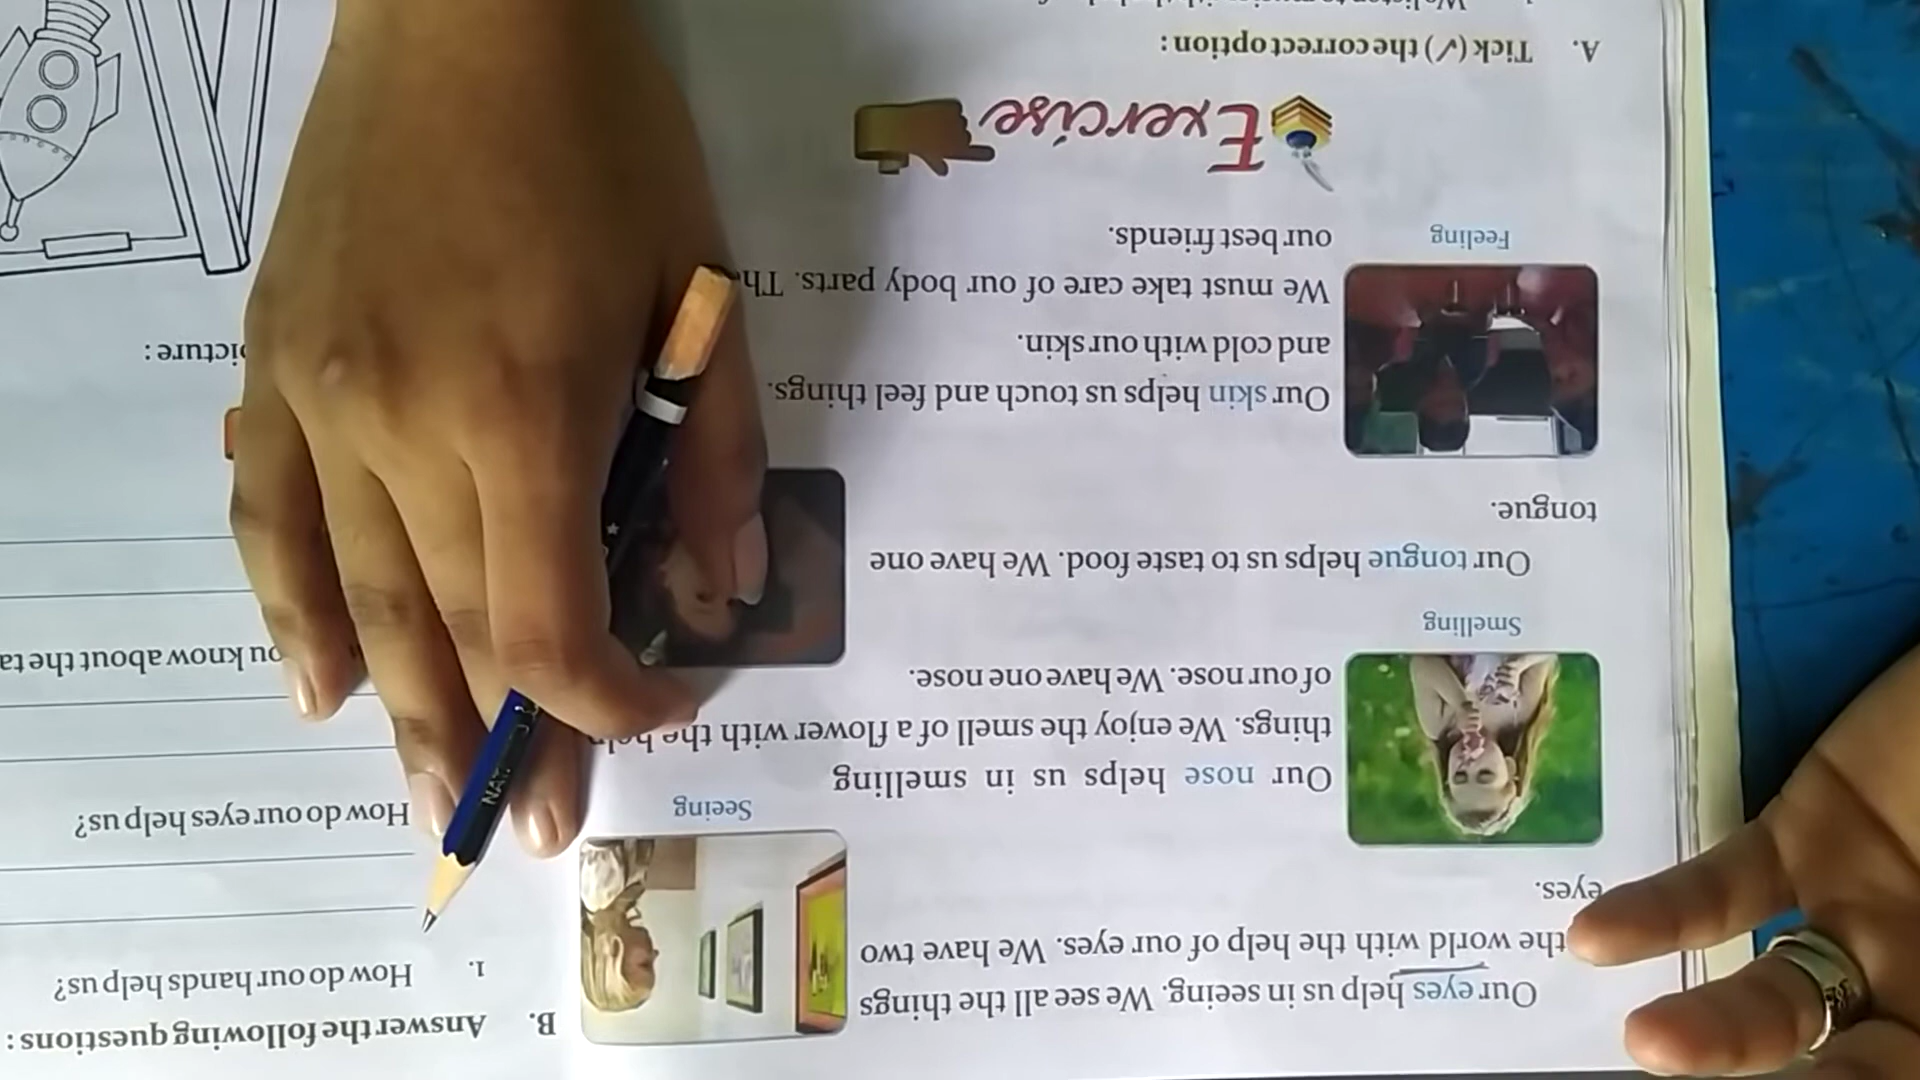 Our eyes help us in seeing. We see all the things
the world with the help of our eyes. We have two
eyes.
Seeing
Our nose helps us in smelling
things. We enjoy the smell of a flower with the help
of our nose. We have one nose.
Smelling
Our tongue helps us to taste food. We have one
tongue.
Our skin helps us touch and feel things.
and cold with our skin.
We must take care of our body parts.
our best friends.
Feeling
Exercise
A. Tick (✓) the correct option :
B. Answer the following questions :
1. How do our hands help us?
How do our eyes help us?
know about the